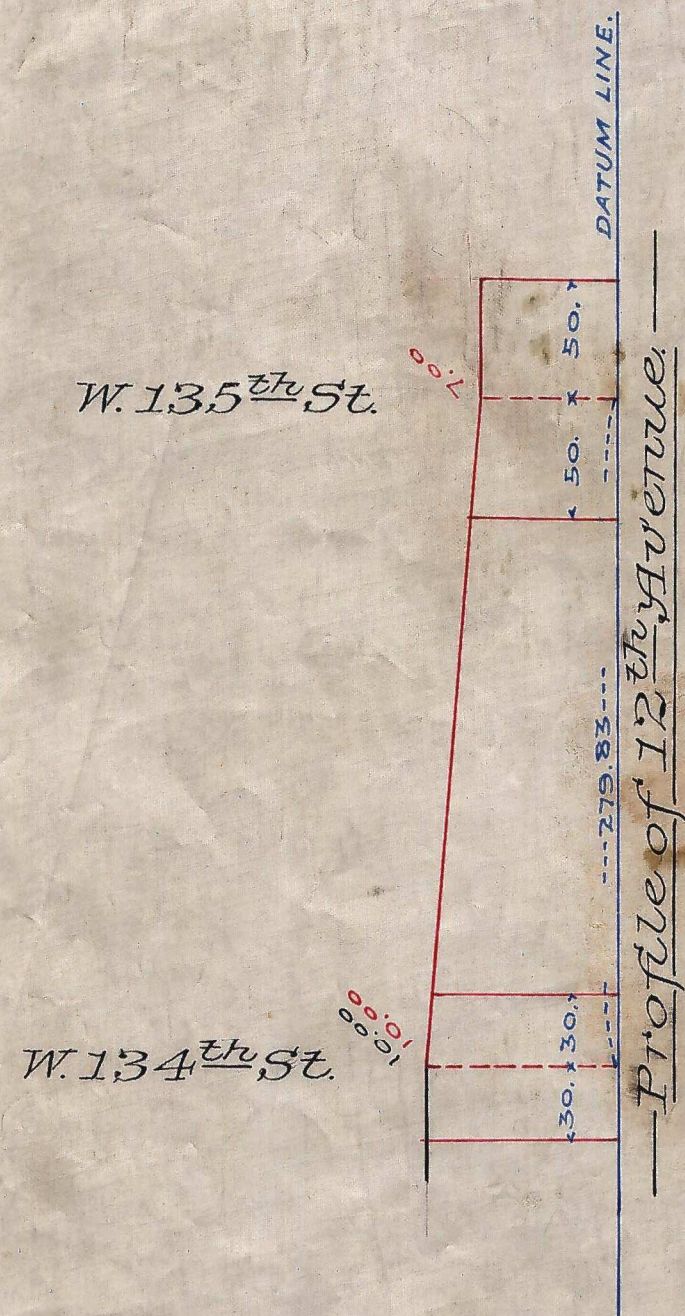 DATUM LINE.
W. 135th St.
7.00
50. 50.
279.83
W. 134th St.
10.00
10.00
30. 30.
Profile of 12th Avenue.